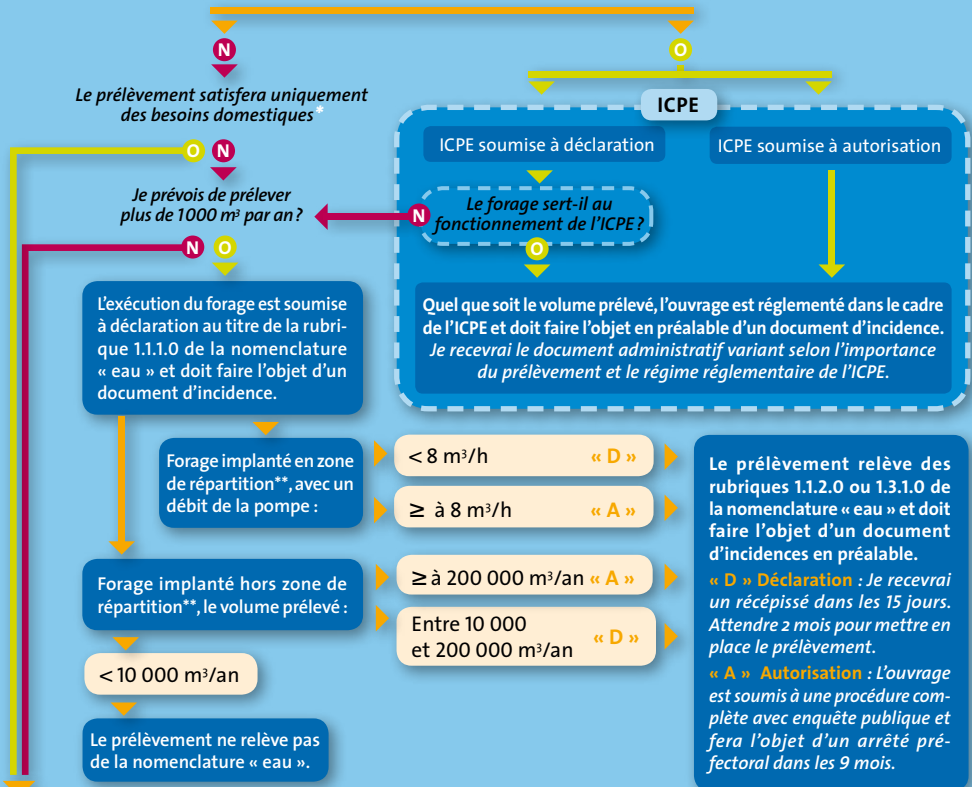 N
O
Le prélèvement satisfera uniquement
des besoins domestiques*
O N
Je prévois de prélever
plus de 1000 m³ par an ?
N O
ICPE
ICPE soumise à déclaration
ICPE soumise à autorisation
Le forage sert-il au
fonctionnement de l'ICPE ?
N
O
Quel que soit le volume prélevé, l'ouvrage est réglementé dans le cadre
de l'ICPE et doit faire l'objet en préalable d'un document d'incidence.
Je recevrai le document administratif variant selon l'importance
du prélèvement et le régime réglementaire de l'ICPE.
L'exécution du forage est soumise
à déclaration au titre de la rubri-
que 1.1.1.0 de la nomenclature
« eau » et doit faire l'objet d'un
document d'incidence.
Forage implanté en zone
de répartition**, avec un
débit de la pompe :
< 8 m³/h « D »
≥ à 8 m³/h « A »
Forage implanté hors zone de
répartition**, le volume prélevé :
≥ à 200 000 m³/an « A »
Entre 10 000
et 200 000 m³/an « D »
< 10 000 m³/an
Le prélèvement ne relève pas
de la nomenclature « eau ».
Le prélèvement relève des
rubriques 1.1.2.0 ou 1.3.1.0 de
la nomenclature « eau » et doit
faire l'objet d'un document
d'incidences en préalable.
« D » Déclaration : Je recevrai
un récépissé dans les 15 jours.
Attendre 2 mois pour mettre en
place le prélèvement.
« A » Autorisation : L'ouvrage
est soumis à une procédure com-
plète avec enquête publique et
fera l'objet d'un arrêté pré-
fectoral dans les 9 mois.